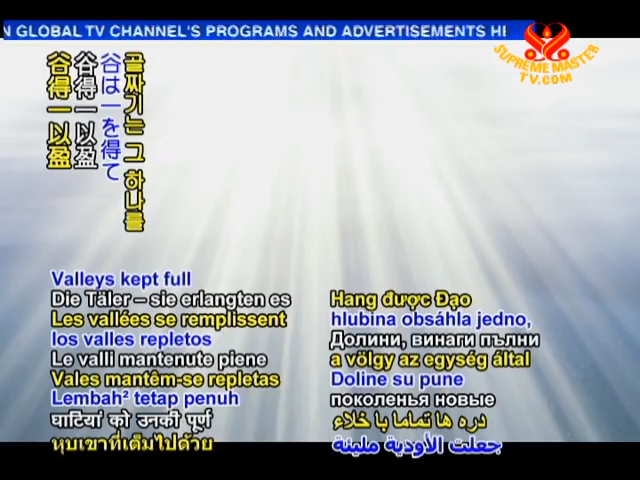 N GLOBAL TV CHANNEL'S PROGRAMS AND ADVERTISEMENTS
SUPREME MASTER
TV.COM
谷得一以盈
谷得一以盈
谷は一を得て
골짜기는 그 하나를
Valleys kept full
Die Täler – sie erlangten es
Les vallées se remplissent
los valles repletos
Le valli mantenute piene
Vales mantêm-se repletas
Lembah² tetap penuh
घाटियां को उनकी पूर्ण
หุบเขาที่เต็มไปด้วย
Hang được Đạo
hlubina obsáhla jedno,
Долини, винаги пълни
a völgy az egység által
Doline su pune
поколенья новые
دره ها تماما با خلاء
جعلت الأودية مليئة